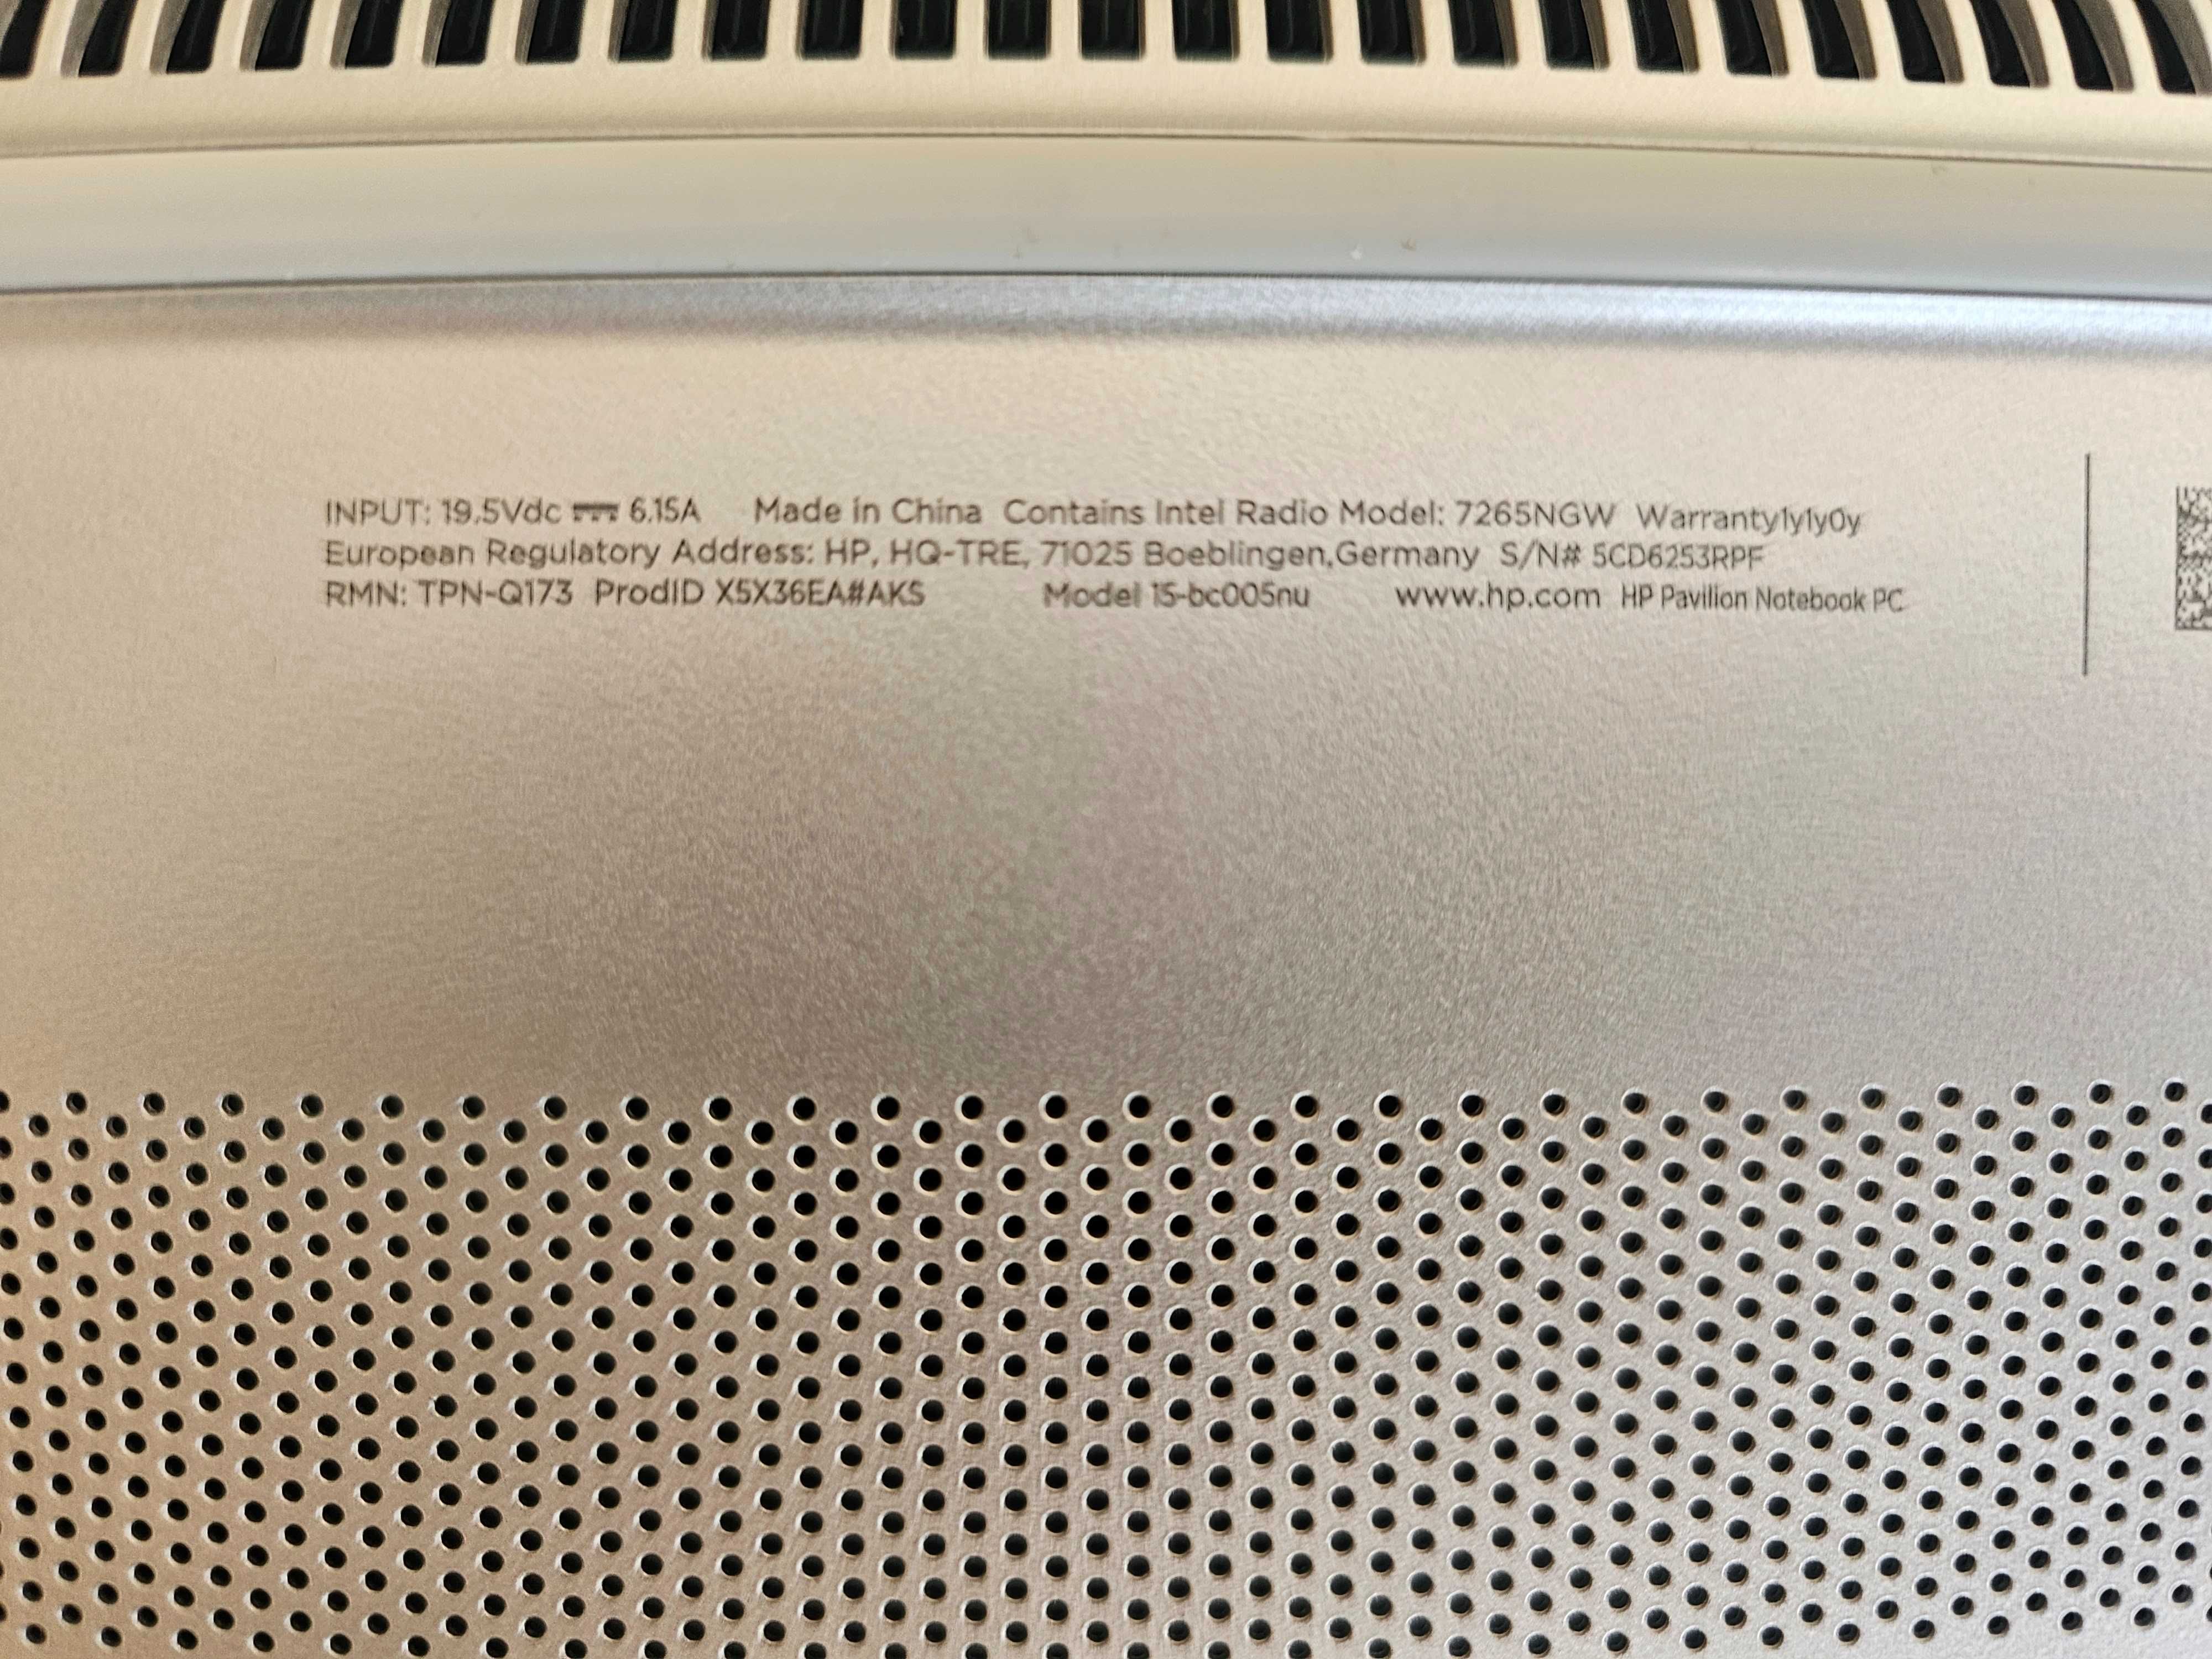 INPUT: 19.5Vdc ⎓ 6.15A Made in China Contains Intel Radio Model: 7265NGW Warranty1y1y0y
European Regulatory Address: HP, HQ-TRE, 71025 Boeblingen,Germany S/N# 5CD6253RPF
RMN: TPN-Q173 ProdID X5X36EA#AKS Model 15-bc005nu www.hp.com HP Pavilion Notebook PC